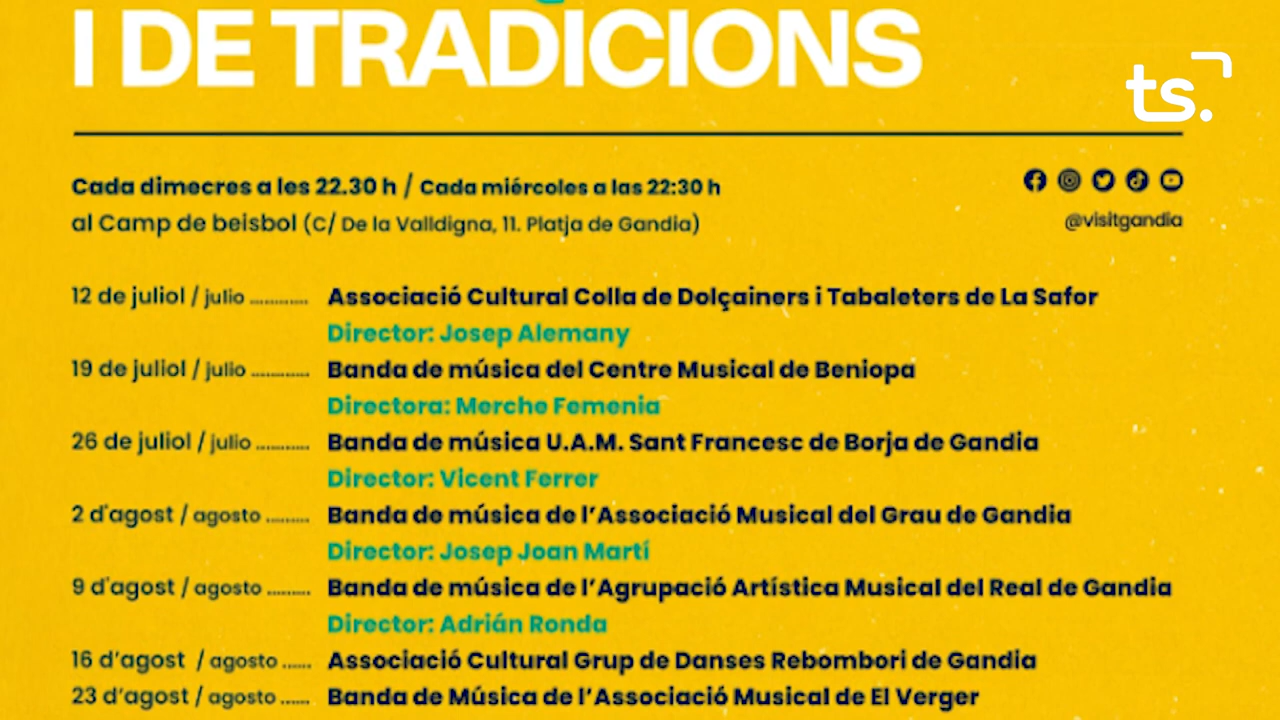 I DE TRADICIONS
ts.
Cada dimecres a les 22.30 h / Cada miércoles a las 22:30 h
al Camp de beisbol (C/ De la Valldigna, 11. Platja de Gandia)
@visitgandia
12 de juliol / julio .............. Associació Cultural Colla de Dolçainers i Tabaleters de La Safor
Director: Josep Alemany
19 de juliol / julio .............. Banda de música del Centre Musical de Beniopa
Directora: Merche Femenia
26 de juliol / julio ............. Banda de música U.A.M. Sant Francesc de Borja de Gandia
Director: Vicent Ferrer
2 d'agost / agosto ......... Banda de música de l’Associació Musical del Grau de Gandia
Director: Josep Joan Martí
9 d'agost / agosto ......... Banda de música de l’Agrupació Artística Musical del Real de Gandia
Director: Adrián Ronda
16 d’agost / agosto ...... Associació Cultural Grup de Danses Rebombori de Gandia
23 d’agost / agosto ...... Banda de Música de l’Associació Musical de El Verger